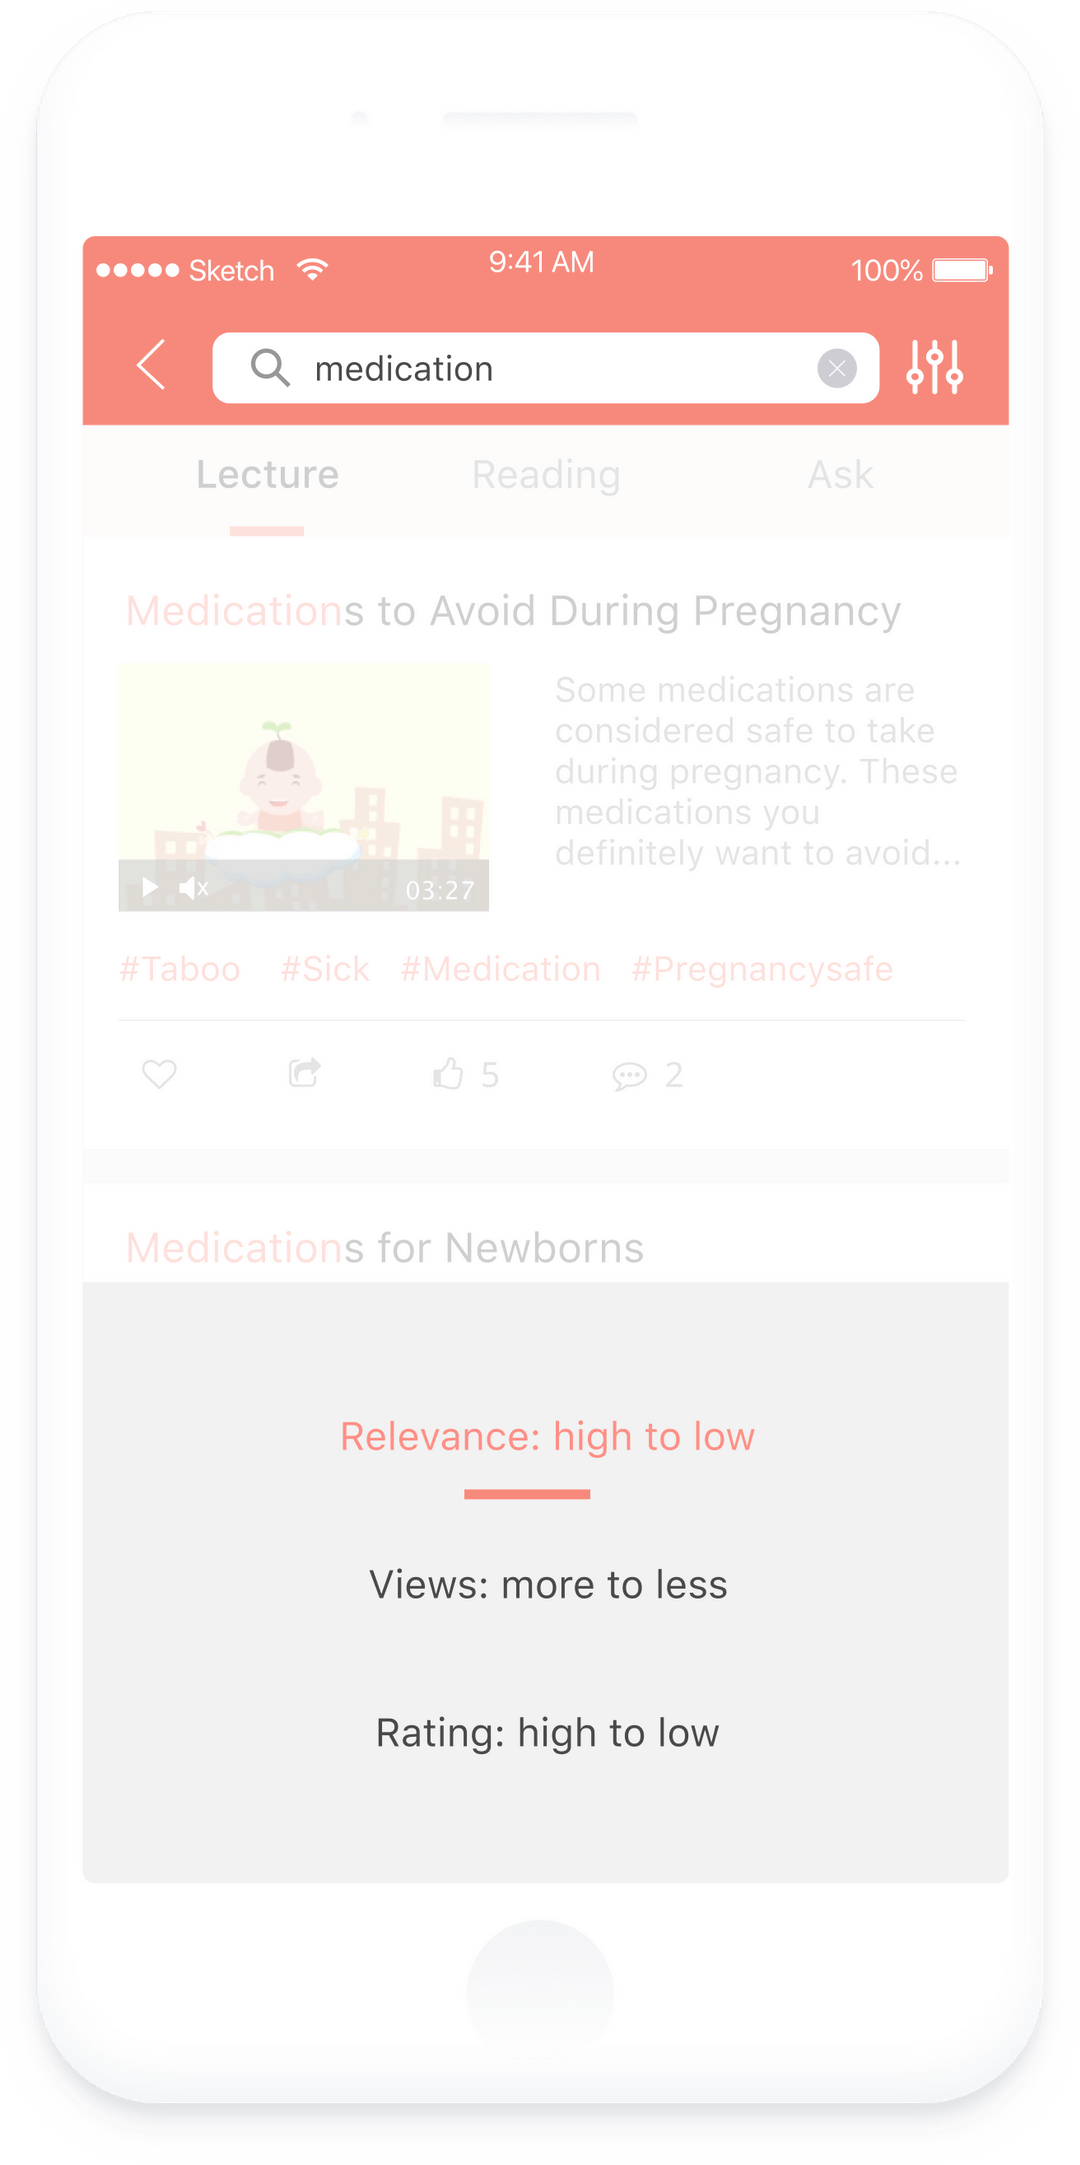 Sketch 9:41 AM 100%
medication
Lecture Reading Ask
Medications to Avoid During Pregnancy
Some medications are
considered safe to take
during pregnancy. These
medications you
definitely want to avoid...
03:27
#Taboo #Sick #Medication #Pregnancysafe
5 2
Medications for Newborns
Relevance: high to low
Views: more to less
Rating: high to low